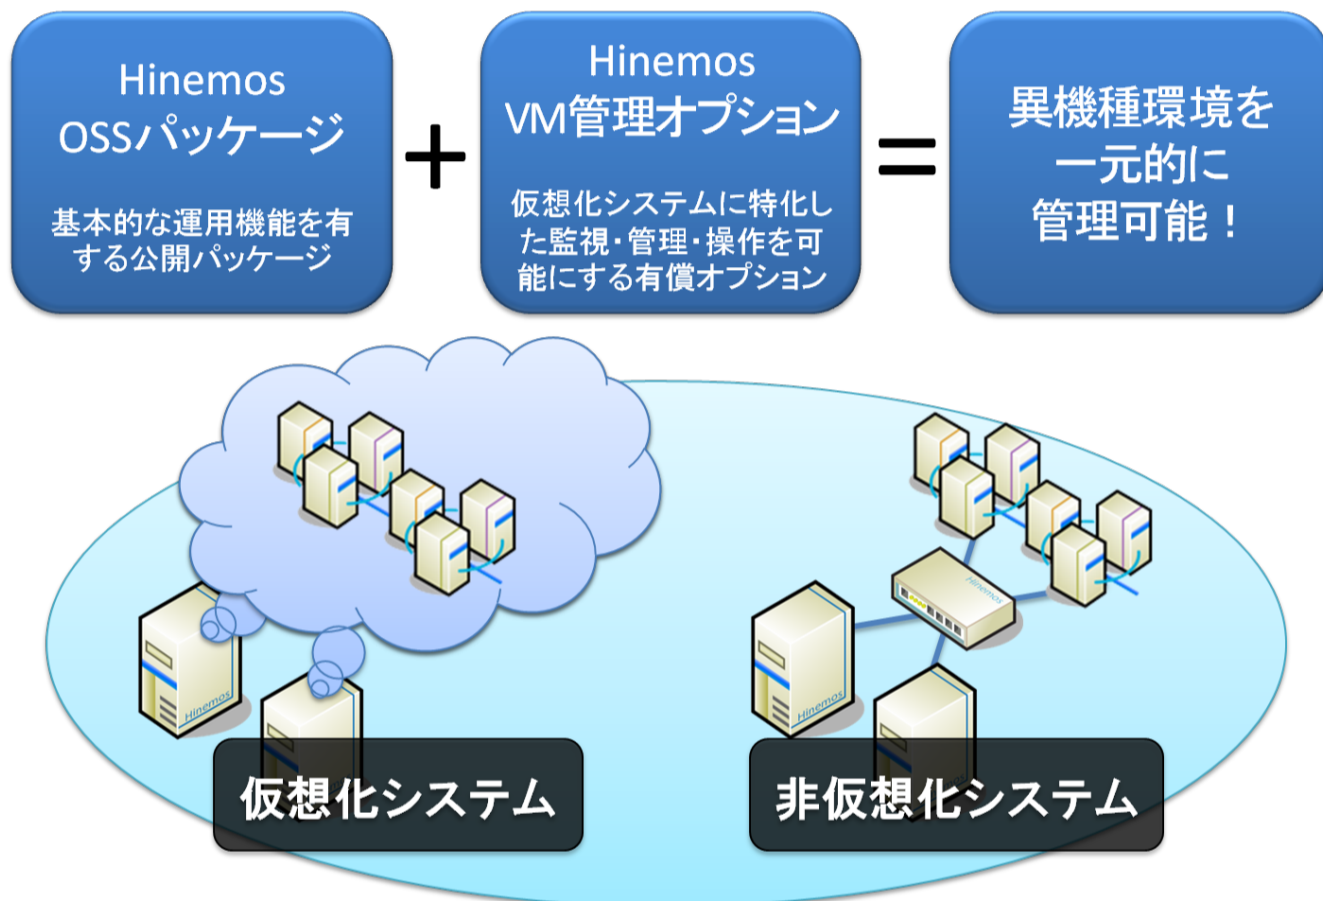 Hinemos
OSSパッケージ
基本的な運用機能を有
する公開パッケージ
+
Hinemos
VM管理オプション
仮想化システムに特化し
た監視・管理・操作を可
能にする有償オプション
=
異機種環境を
一元的に
管理可能！
Hinemos
Hinemos
Hinemos
仮想化システム
非仮想化システム